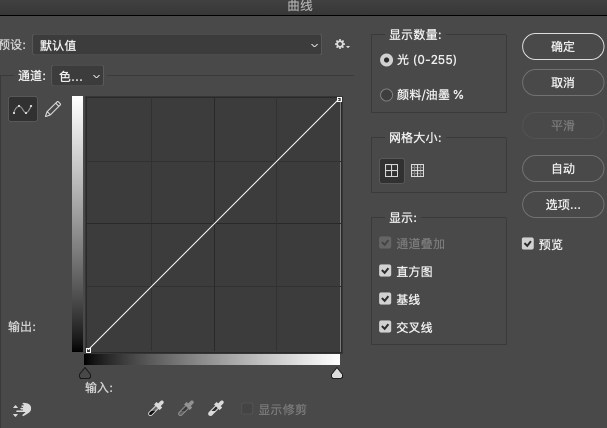 曲线
预设: 默认值
通道: 色...
输出:
输入:
显示修剪
显示数量:
光 (0-255)
颜料/油墨 %
网格大小:
显示:
通道叠加
直方图
基线
交叉线
确定
取消
平滑
自动
选项...
预览